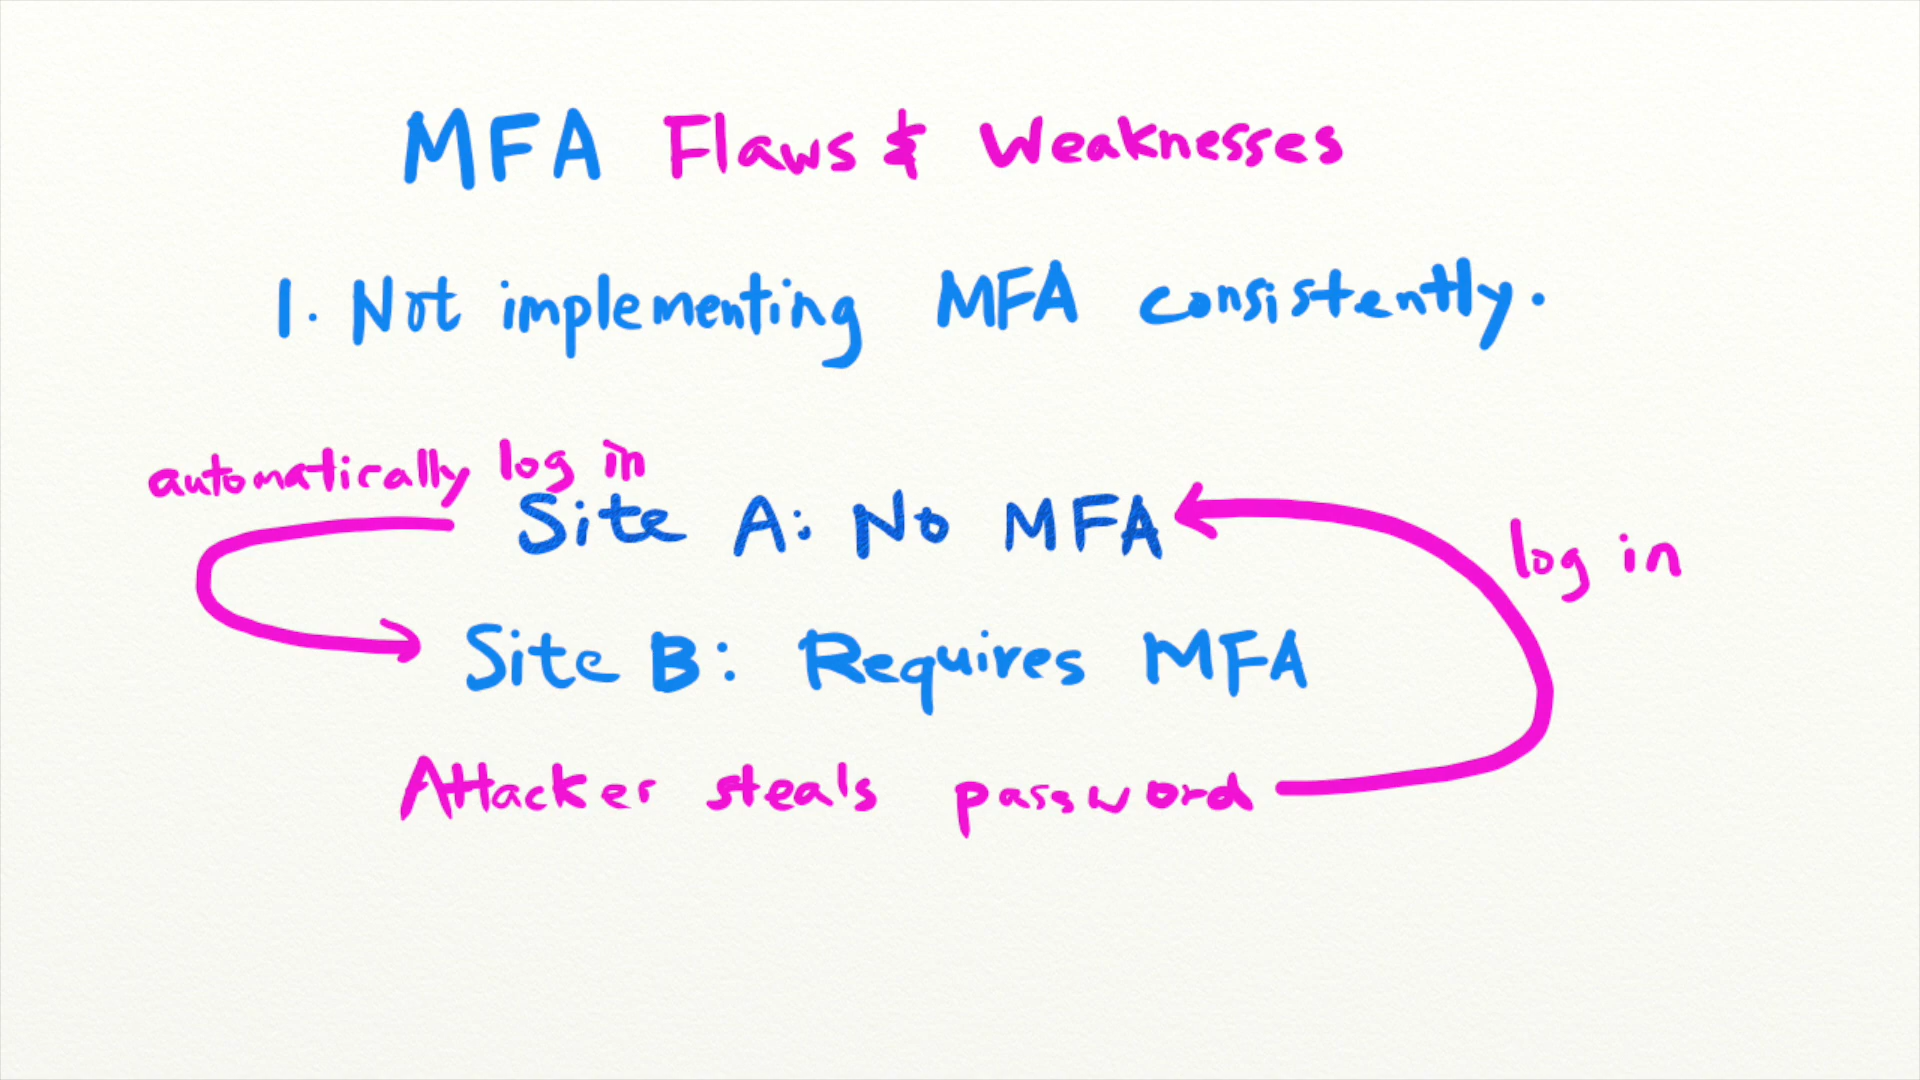 MFA Flaws & Weaknesses
1. Not implementing MFA consistently.
automatically log in
Site A: No MFA
log in
Site B: Requires MFA
Attacker steals password